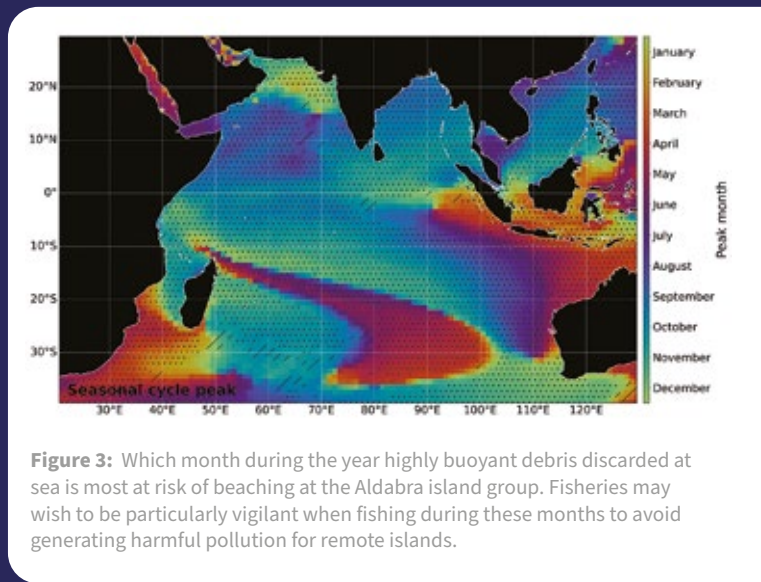 January
February
March
April
May
June
July
August
September
October
November
December
Peak month
20°N
10°N
0°
10°S
20°S
30°S
Seasonal cycle peak
30°E 40°E 50°E 60°E 70°E 80°E 90°E 100°E 110°E 120°E
Figure 3: Which month during the year highly buoyant debris discarded at
sea is most at risk of beaching at the Aldabra island group. Fisheries may
wish to be particularly vigilant when fishing during these months to avoid
generating harmful pollution for remote islands.